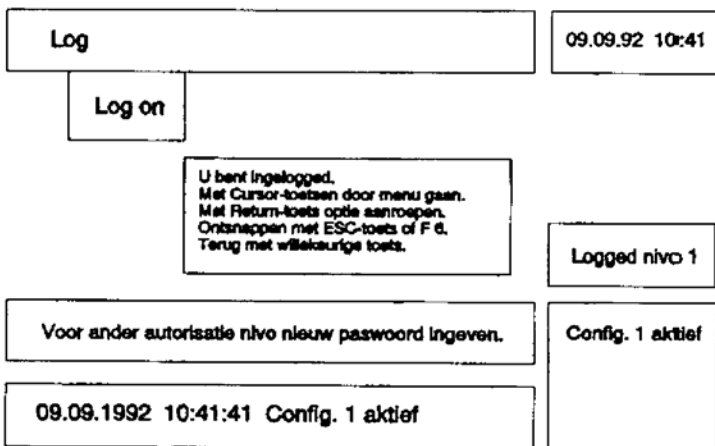 Log
09.09.92 10:41
Log on
U bent ingelogged.
Met Cursor-toetsen door menu gaan.
Met Return-toets optie aanroepen.
Ontsnappen met ESC-toets of F 6.
Terug met willekeurige toets.
Logged nivo 1
Voor ander autorisatie nivo nieuw paswoord ingeven.
Config. 1 aktief
09.09.1992 10:41:41 Config. 1 aktief